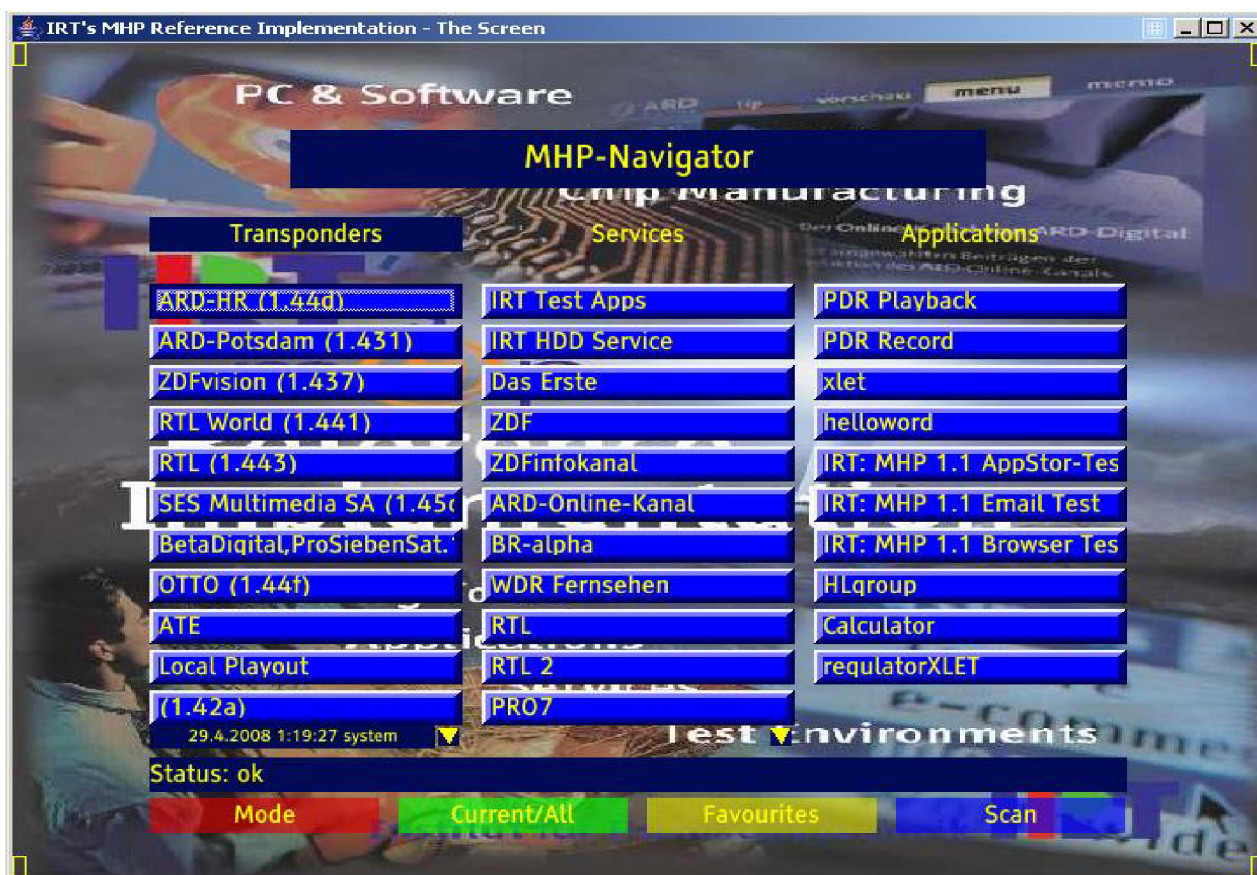 IRT's MHP Reference Implementation - The Screen
PC & Software
ARD tip vorschau menu memo
MHP-Navigator
Chip Manufacturing
Transponders Services Applications
ARD-Digital
ARD-HR (1.44d) IRT Test Apps PDR Playback
ARD-Potsdam (1.431) IRT HDD Service PDR Record
ZDFvision (1.437) Das Erste xlet
RTL World (1.441) ZDF helloword
RTL (1.443) ZDFinfokanal IRT: MHP 1.1 AppStor-Tes
SES Multimedia SA (1.45 ARD-Online-Kanal IRT: MHP 1.1 Email Test
BetaDigital,ProSiebenSat. BR-alpha IRT: MHP 1.1 Browser Tes
OTTO (1.44f) WDR Fernsehen HLgroup
ATE RTL Calculator
Local Playout RTL 2 regulatorXLET
(1.42a) PRO7
29.4.2008 1:19:27 system
Test Environments
Status: ok
Mode Current/All Favourites Scan